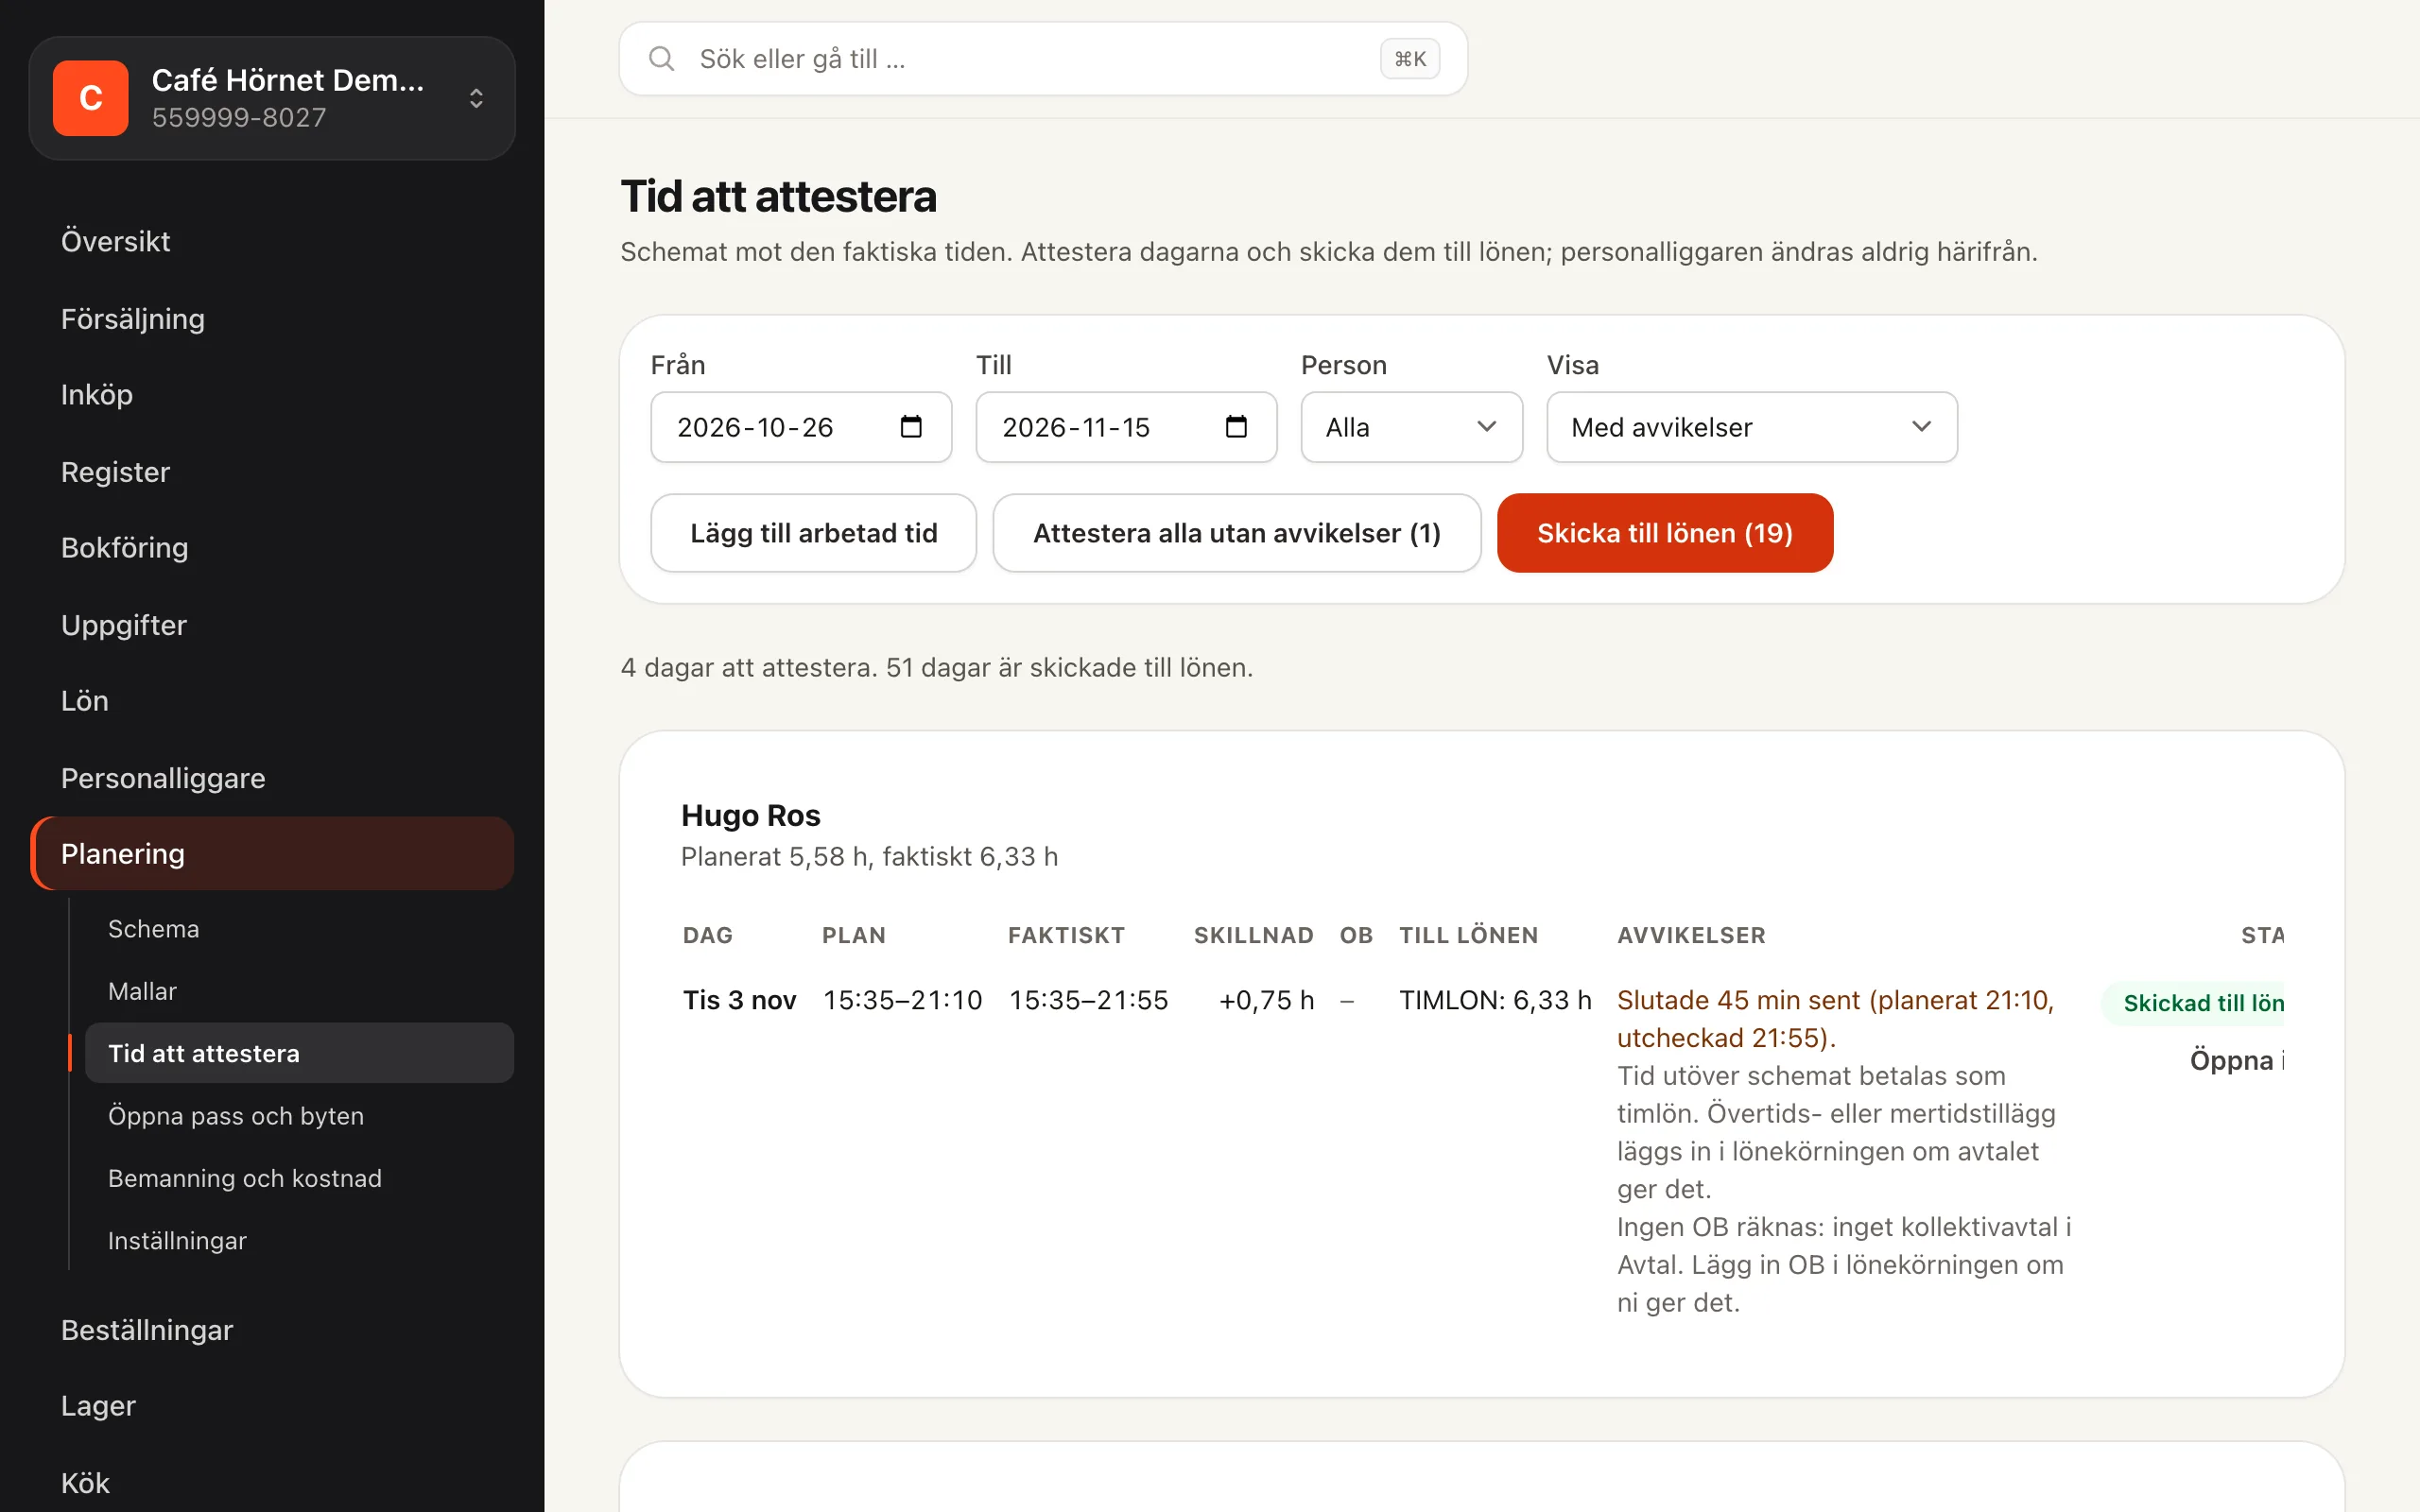 C
Café Hörnet Dem...
559999-8027
Översikt
Försäljning
Inköp
Register
Bokföring
Uppgifter
Lön
Personalliggare
Planering
Schema
Mallar
Tid att attestera
Öppna pass och byten
Bemanning och kostnad
Inställningar
Beställningar
Lager
Kök
Sök eller gå till ...
⌘K
Tid att attestera
Schemat mot den faktiska tiden. Attestera dagarna och skicka dem till lönen; personalliggaren ändras aldrig härifrån.
Från Till Person Visa
2026-10-26 2026-11-15 Alla Med avvikelser
Lägg till arbetad tid Attestera alla utan avvikelser (1) Skicka till lönen (19)
4 dagar att attestera. 51 dagar är skickade till lönen.
Hugo Ros
Planerat 5,58 h, faktiskt 6,33 h
DAG PLAN FAKTISKT SKILLNAD OB TILL LÖNEN AVVIKELSER STA
Tis 3 nov 15:35–21:10 15:35–21:55 +0,75 h – TIMLON: 6,33 h Slutade 45 min sent (planerat 21:10, Skickad till lön
utcheckad 21:55).
Öppna i
Tid utöver schemat betalas som
timlön. Övertids- eller mertidstillägg
läggs in i lönekörningen om avtalet
ger det.
Ingen OB räknas: inget kollektivavtal i
Avtal. Lägg in OB i lönekörningen om
ni ger det.